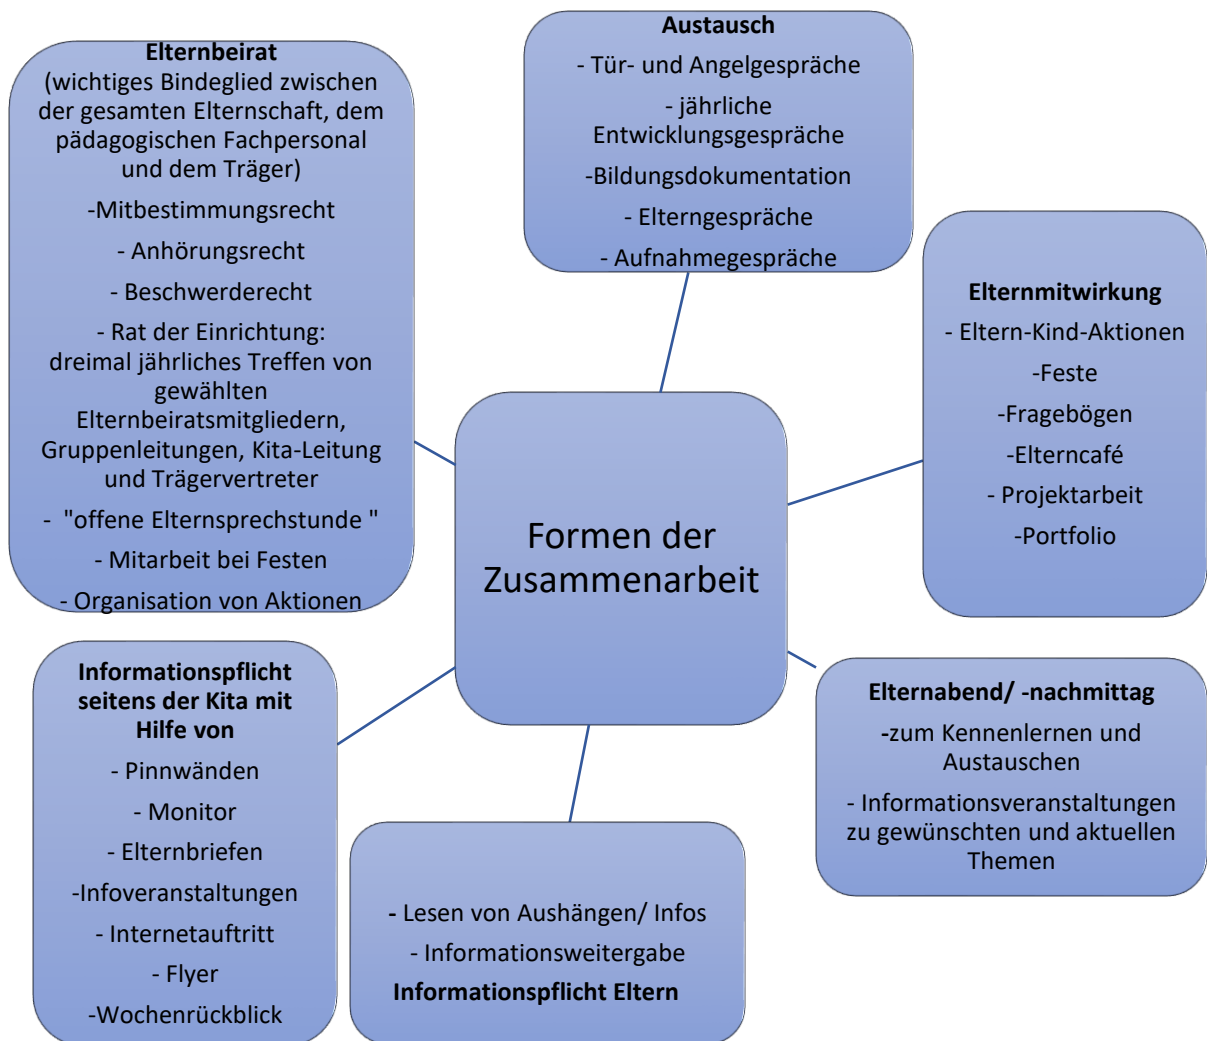 Elternbeirat
(wichtiges Bindeglied zwischen
der gesamten Elternschaft, dem
pädagogischen Fachpersonal
und dem Träger)
-Mitbestimmungsrecht
- Anhörungsrecht
- Beschwerderecht
- Rat der Einrichtung:
dreimal jährliches Treffen von
gewählten
Elternbeiratsmitgliedern,
Gruppenleitungen, Kita-Leitung
und Trägervertreter
- "offene Elternsprechstunde "
- Mitarbeit bei Festen
- Organisation von Aktionen
Austausch
- Tür- und Angelgespräche
- jährliche
Entwicklungsgespräche
-Bildungsdokumentation
- Elterngespräche
- Aufnahmegespräche
Elternmitwirkung
- Eltern-Kind-Aktionen
-Feste
-Fragebögen
-Elterncafé
- Projektarbeit
-Portfolio
Formen der
Zusammenarbeit
Informationspflicht
seitens der Kita mit
Hilfe von
- Pinnwänden
- Monitor
- Elternbriefen
-Infoveranstaltungen
- Internetauftritt
- Flyer
-Wochenrückblick
- Lesen von Aushängen/ Infos
- Informationsweitergabe
Informationspflicht Eltern
Elternabend/ -nachmittag
-zum Kennenlernen und
Austauschen
- Informationsveranstaltungen
zu gewünschten und aktuellen
Themen